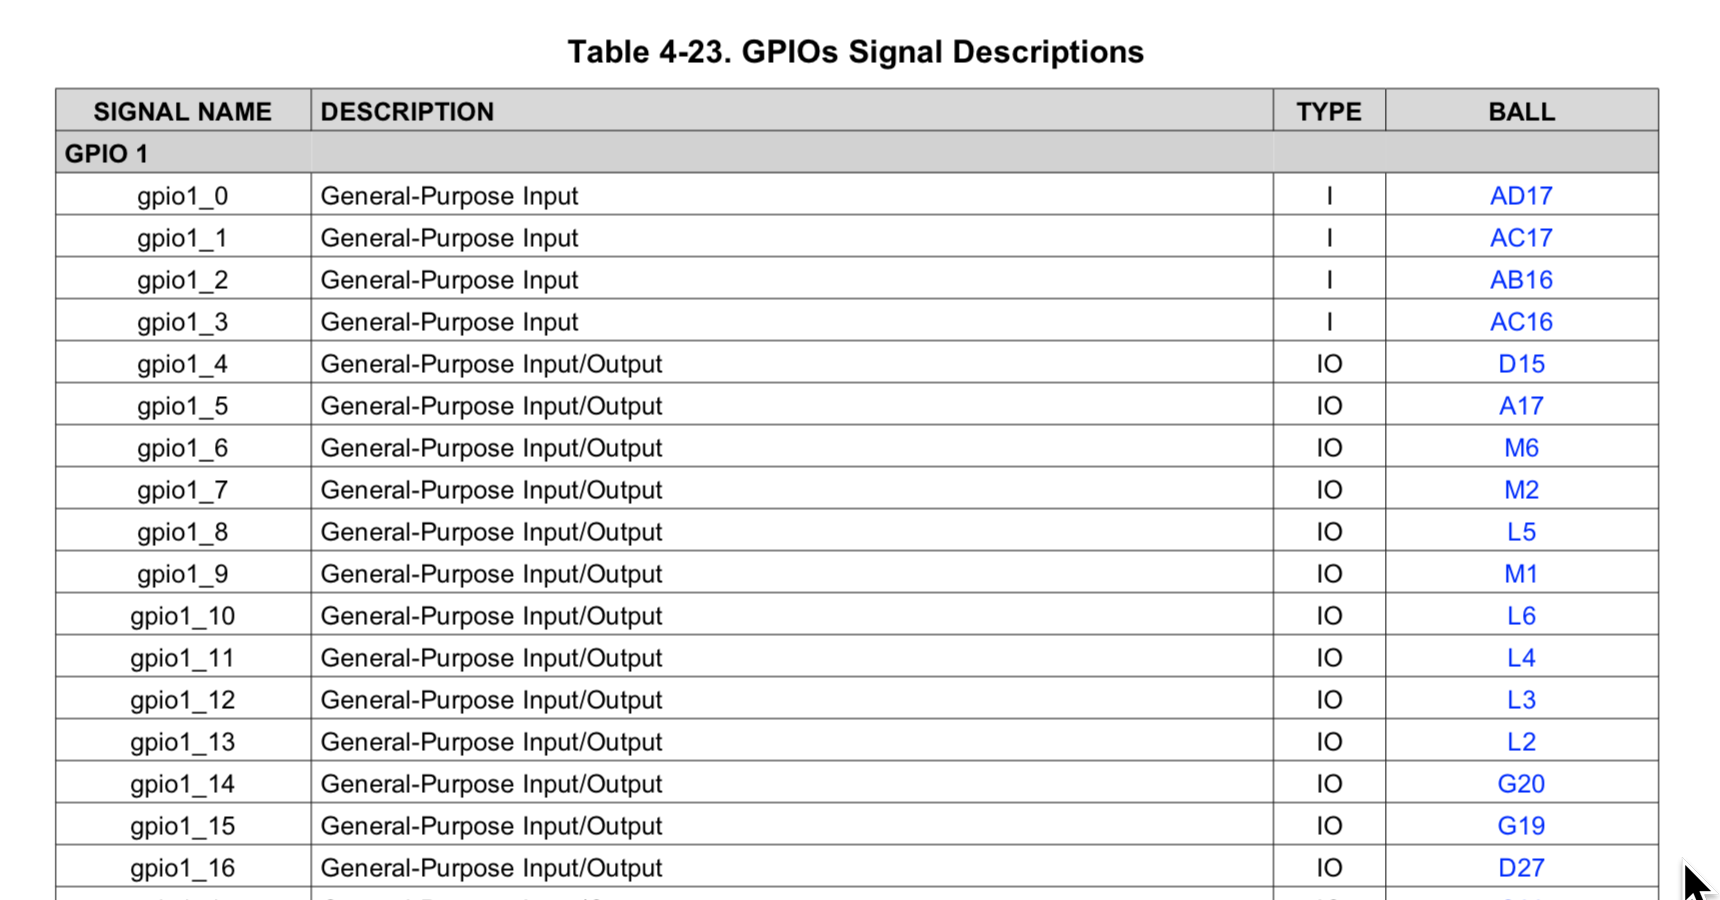 Table 4-23. GPIOs Signal Descriptions
SIGNAL NAME DESCRIPTION TYPE BALL
GPIO 1
gpio1_0 General-Purpose Input I AD17
gpio1_1 General-Purpose Input I AC17
gpio1_2 General-Purpose Input I AB16
gpio1_3 General-Purpose Input I AC16
gpio1_4 General-Purpose Input/Output IO D15
gpio1_5 General-Purpose Input/Output IO A17
gpio1_6 General-Purpose Input/Output IO M6
gpio1_7 General-Purpose Input/Output IO M2
gpio1_8 General-Purpose Input/Output IO L5
gpio1_9 General-Purpose Input/Output IO M1
gpio1_10 General-Purpose Input/Output IO L6
gpio1_11 General-Purpose Input/Output IO L4
gpio1_12 General-Purpose Input/Output IO L3
gpio1_13 General-Purpose Input/Output IO L2
gpio1_14 General-Purpose Input/Output IO G20
gpio1_15 General-Purpose Input/Output IO G19
gpio1_16 General-Purpose Input/Output IO D27